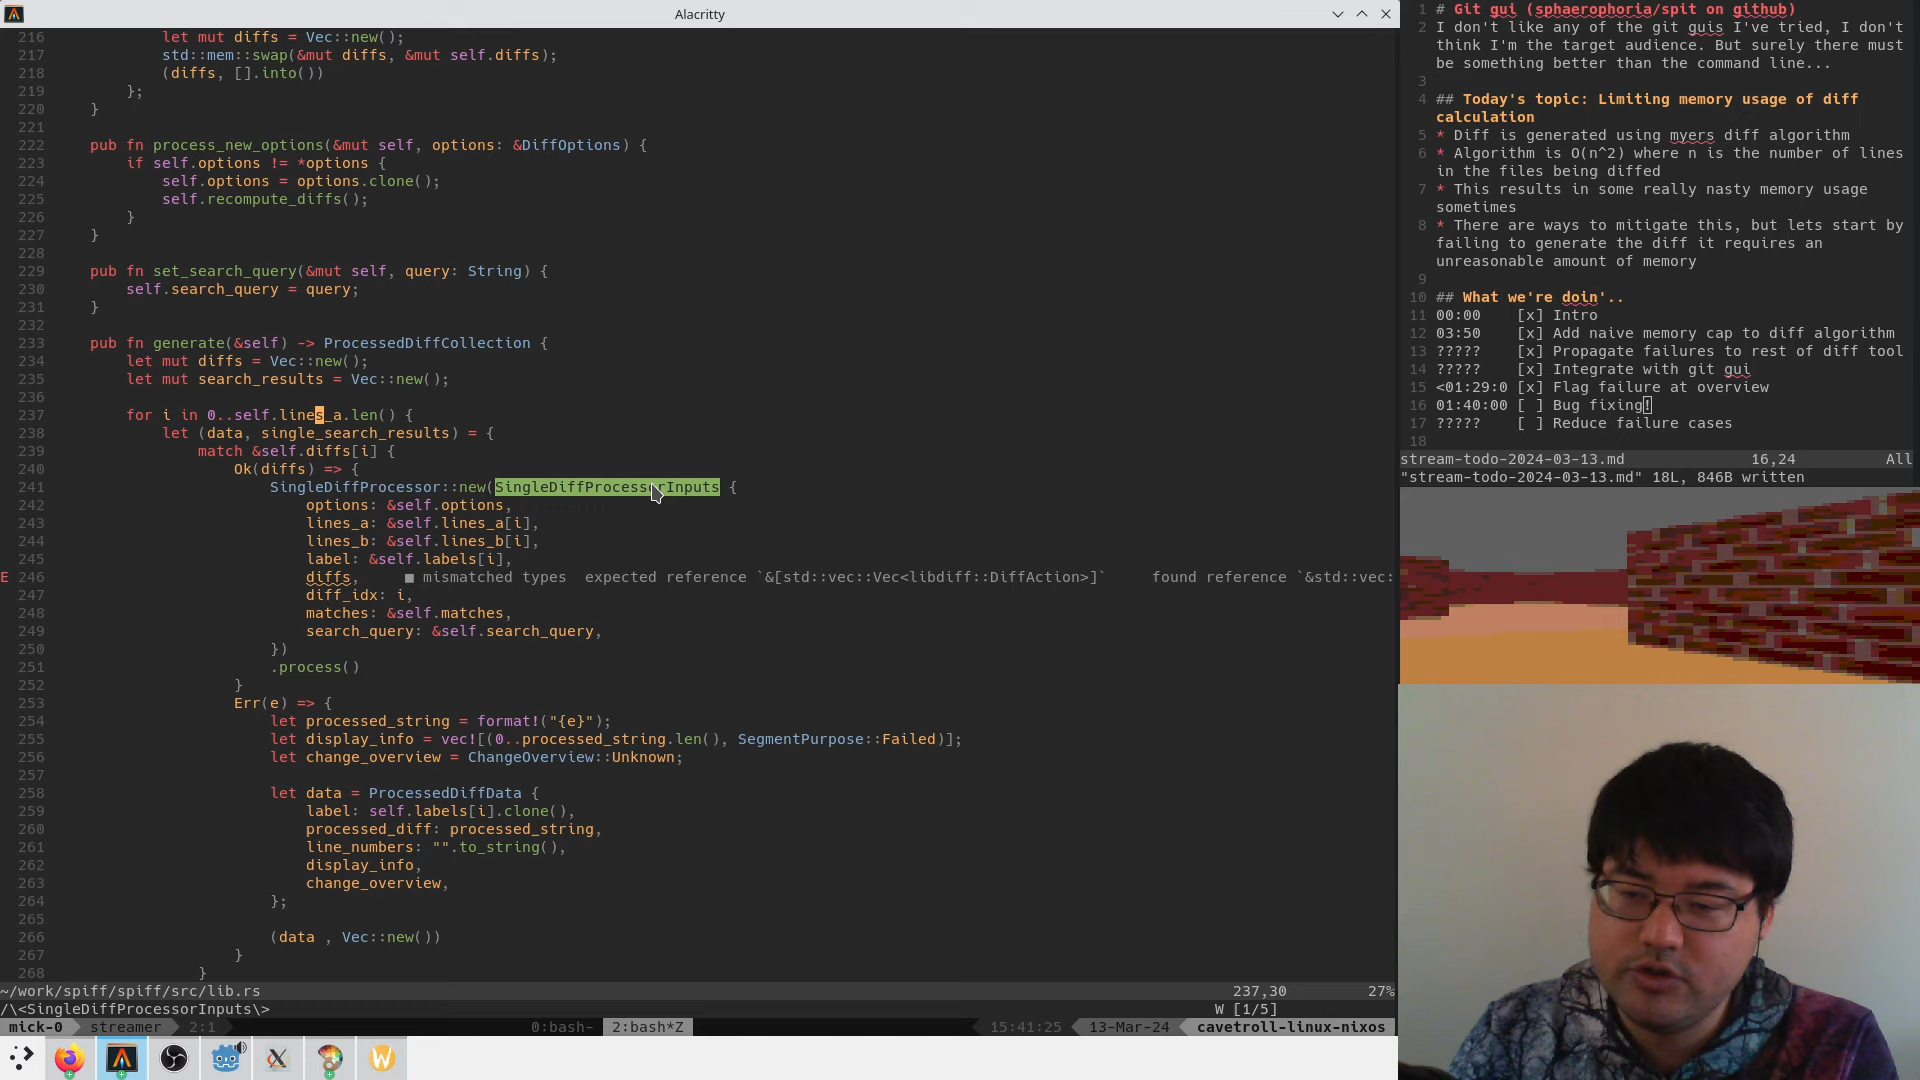 Alacritty
216 let mut diffs = Vec::new();
217 std::mem::swap(&mut diffs, &mut self.diffs);
218 (diffs, [].into())
219 };
220 }
221
222 pub fn process_new_options(&mut self, options: &DiffOptions) {
223 if self.options != *options {
224 self.options = options.clone();
225 self.recompute_diffs();
226 }
227 }
228
229 pub fn set_search_query(&mut self, query: String) {
230 self.search_query = query;
231 }
232
233 pub fn generate(&self) -> ProcessedDiffCollection {
234 let mut diffs = Vec::new();
235 let mut search_results = Vec::new();
236
237 for i in 0..self.lines_a.len() {
238 let (data, single_search_results) = {
239 match &self.diffs[i] {
240 Ok(diffs) => {
241 SingleDiffProcessor::new(SingleDiffProcessorInputs {
242 options: &self.options,
243 lines_a: &self.lines_a[i],
244 lines_b: &self.lines_b[i],
245 label: &self.labels[i],
E 246 diffs, ■ mismatched types expected reference `&[std::vec::Vec<libdiff::DiffAction>]` found reference `&std::vec:
247 diff_idx: i,
248 matches: &self.matches,
249 search_query: &self.search_query,
250 })
251 .process()
252 }
253 Err(e) => {
254 let processed_string = format!("{e}");
255 let display_info = vec![(0..processed_string.len(), SegmentPurpose::Failed)];
256 let change_overview = ChangeOverview::Unknown;
257
258 let data = ProcessedDiffData {
259 label: self.labels[i].clone(),
260 processed_diff: processed_string,
261 line_numbers: "".to_string(),
262 display_info,
263 change_overview,
264 };
265
266 (data , Vec::new())
267 }
268 }
~/work/spiff/spiff/src/lib.rs 237,30 27%
/\<SingleDiffProcessorInputs\> W [1/5]
mick-0 streamer 2:1 0:bash- 2:bash*Z 15:41:25 13-Mar-24 cavetroll-linux-nixos
1 # Git gui (sphaerophoria/spit on github)
2 I don't like any of the git guis I've tried, I don't
think I'm the target audience. But surely there must
be something better than the command line...
3
4 ## Today's topic: Limiting memory usage of diff
calculation
5 * Diff is generated using myers diff algorithm
6 * Algorithm is O(n^2) where n is the number of lines
in the files being diffed
7 * This results in some really nasty memory usage
sometimes
8 * There are ways to mitigate this, but lets start by
failing to generate the diff it requires an
unreasonable amount of memory
9
10 ## What we're doin'..
11 00:00 [x] Intro
12 03:50 [x] Add naive memory cap to diff algorithm
13 ????? [x] Propagate failures to rest of diff tool
14 ????? [x] Integrate with git gui
15 <01:29:0 [x] Flag failure at overview
16 01:40:00 [ ] Bug fixing!
17 ????? [ ] Reduce failure cases
18
stream-todo-2024-03-13.md 16,24 All
"stream-todo-2024-03-13.md" 18L, 846B written